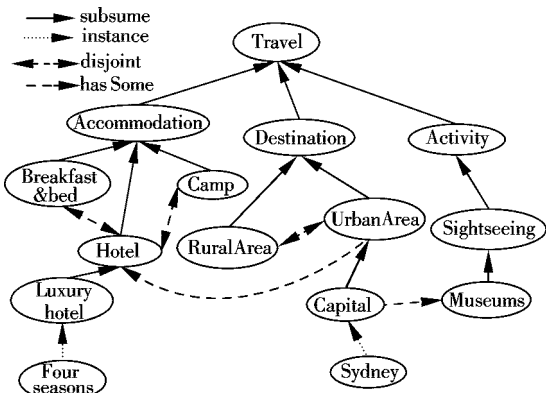 subsume
instance
disjoint
has Some
Travel
Accommodation
Destination
Activity
Breakfast
&bed
Camp
Hotel
RuralArea
UrbanArea
Sightseeing
Luxury
hotel
Capital
Museums
Four
seasons
Sydney